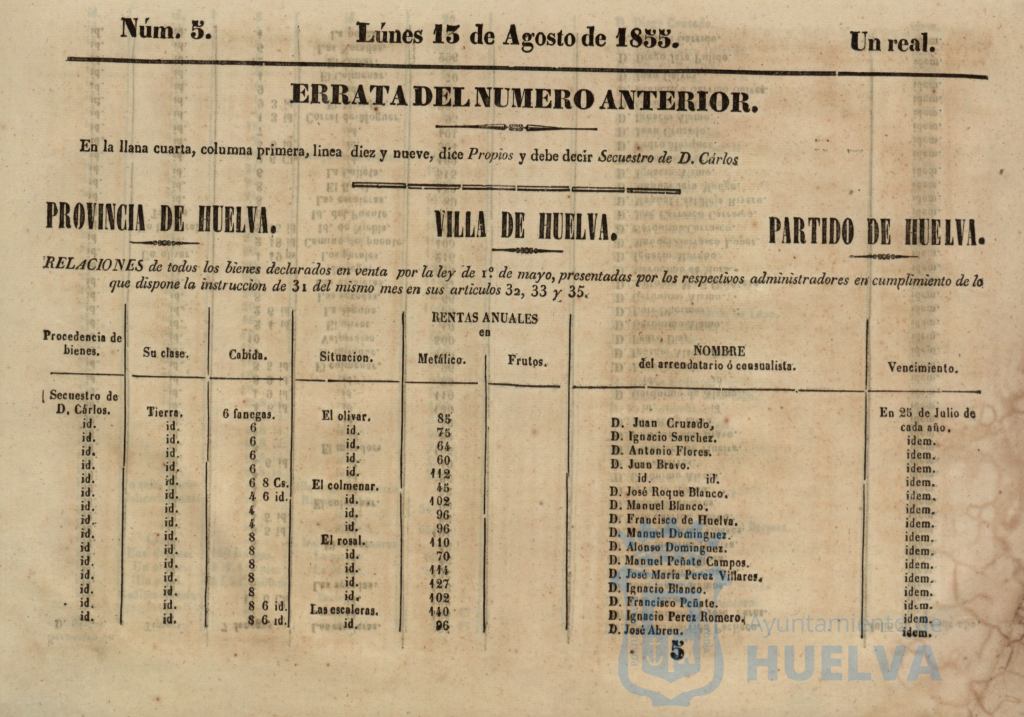 Núm. 5. Lúnes 13 de Agosto de 1855. Un real.
ERRATA DEL NUMERO ANTERIOR.
En la llana cuarta, columna primera, linea diez y nueve, dice Propios y debe decir Secuestro de D. Cárlos
PROVINCIA DE HUELVA. VILLA DE HUELVA. PARTIDO DE HUELVA.
RELACIONES de todos los bienes declarados en venta por la ley de 1º de mayo, presentadas por los respectivos administradores en cumplimiento de lo
que dispone la instruccion de 31 del mismo mes en sus articulos 32, 33 y 35.
RENTAS ANUALES
en
Procedencia de bienes. Su clase. Cabida. Situacion. Metálico. Frutos. NOMBRE del arrendatario ó censualista. Vencimiento.
Secuestro de
D. Cárlos. Tierra. 6 fanegas. El olivar. 85 D. Juan Cruzado, En 25 de Julio de cada año.
id. id. 6 id. 75 D. Ignacio Sanchez. idem.
id. id. 6 id. 64 D. Antonio Flores. idem.
id. id. 6 id. 60 D. Juan Bravo. idem.
id. id. 6 id. 112 id. id. idem.
id. id. 6 8 Cs. El colmenar. 45 D. José Roque Blanco. idem.
id. id. 4 6 id. id. 102 D. Manuel Blanco. idem.
id. id. 4 id. 96 D. Francisco de Huelva. idem.
id. id. 4 id. 96 D. Manuel Dominguez. idem.
id. id. 8 El rosal. 110 D. Alonso Dominguez. idem.
id id. 8 id. 70 D. Manuel Peñate Campos. idem.
id. id. 8 id. 114 D. José María Perez Villares. idem.
id. id. 8 id. 127 D. Ignacio Blanco. idem.
id. id. 8 id. 102 D. Francisco Peñate. idem.
id. id. 8 6 id. Las escaleras. 140 D. Ignacio Perez Romero. idem.
id. id. 8 6 id. id. 96 D. José Abreu. idem.
5
Ayuntamiento de
HUELVA